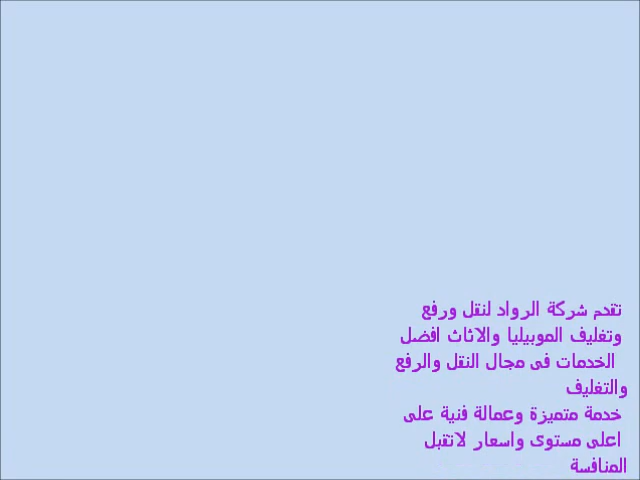 تقدم شركة الرواد لنقل ورفع
وتغليف الموبيليا والاثاث افضل
الخدمات فى مجال النقل والرفع
والتغليف
خدمة متميزة وعمالة فنية على
اعلى مستوى واسعار لاتقبل
المنافسة